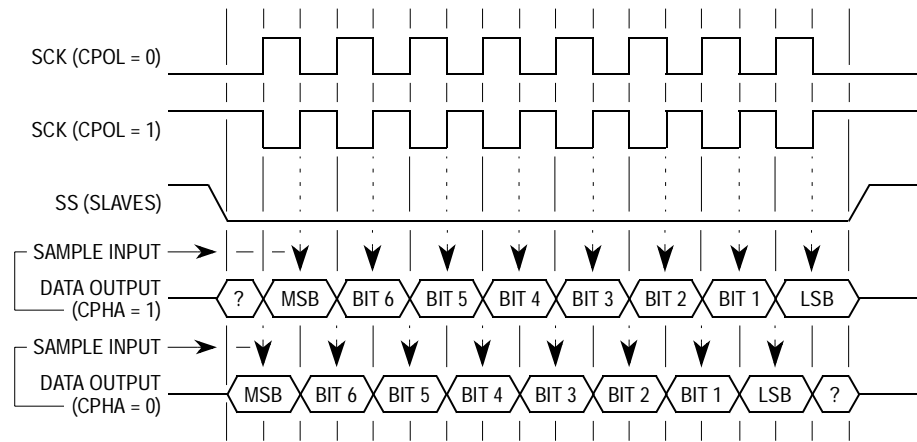 SCK (CPOL = 0)
SCK (CPOL = 1)
SS (SLAVES)
SAMPLE INPUT
DATA OUTPUT
(CPHA = 1)
? MSB BIT 6 BIT 5 BIT 4 BIT 3 BIT 2 BIT 1 LSB
SAMPLE INPUT
DATA OUTPUT
(CPHA = 0)
MSB BIT 6 BIT 5 BIT 4 BIT 3 BIT 2 BIT 1 LSB ?